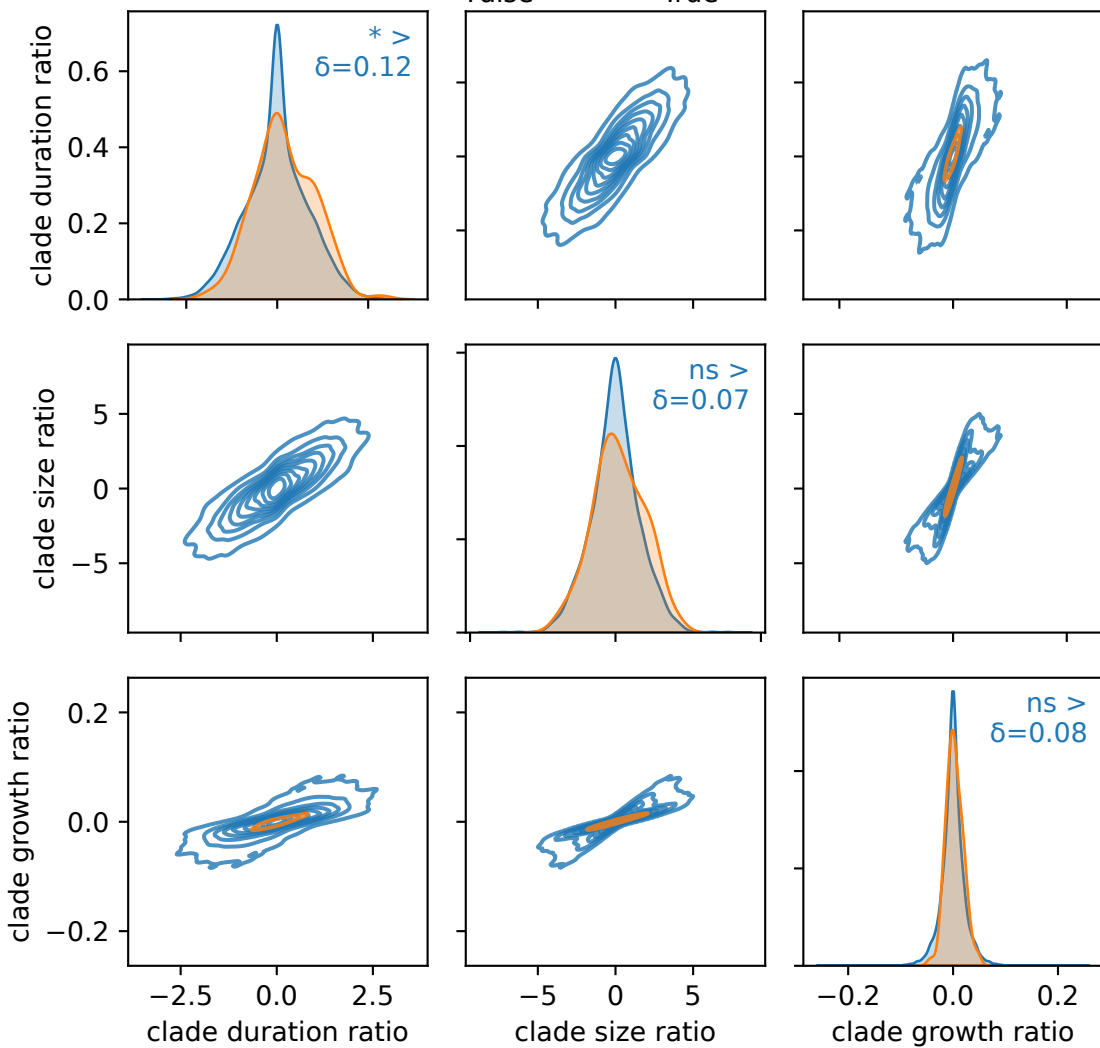 clade duration ratio
0.6
0.4
0.2
0.0
* >
δ=0.12
clade size ratio
5
0
−5
ns >
δ=0.07
clade growth ratio
0.2
0.0
−0.2
ns >
δ=0.08
−2.5 0.0 2.5 −5 0 5 −0.2 0.0 0.2
clade duration ratio clade size ratio clade growth ratio